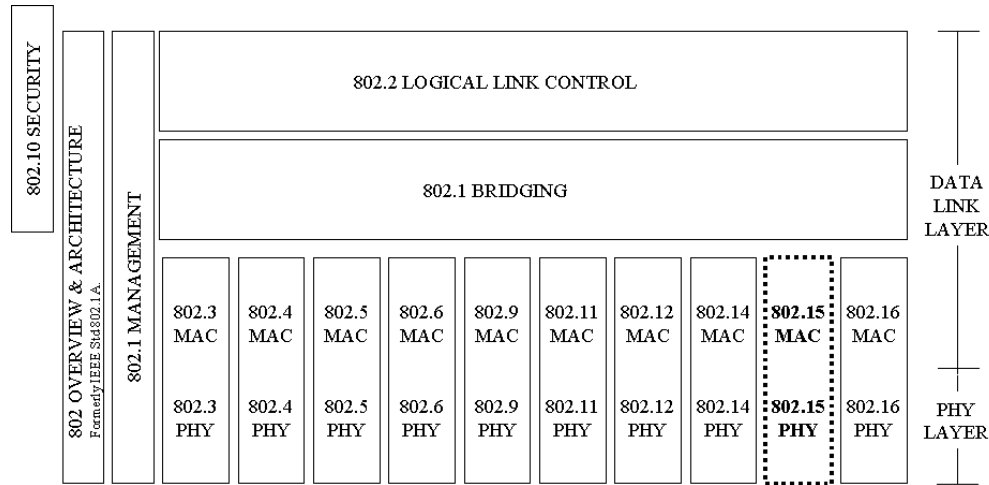 802.10 SECURITY
802 OVERVIEW & ARCHITECTURE
Formerly IEEE Std 802.1A.
802.1 MANAGEMENT
802.2 LOGICAL LINK CONTROL
802.1 BRIDGING
802.3 MAC
802.4 MAC
802.5 MAC
802.6 MAC
802.9 MAC
802.11 MAC
802.12 MAC
802.14 MAC
802.15 MAC
802.16 MAC
802.3 PHY
802.4 PHY
802.5 PHY
802.6 PHY
802.9 PHY
802.11 PHY
802.12 PHY
802.14 PHY
802.15 PHY
802.16 PHY
DATA
LINK
LAYER
PHY
LAYER